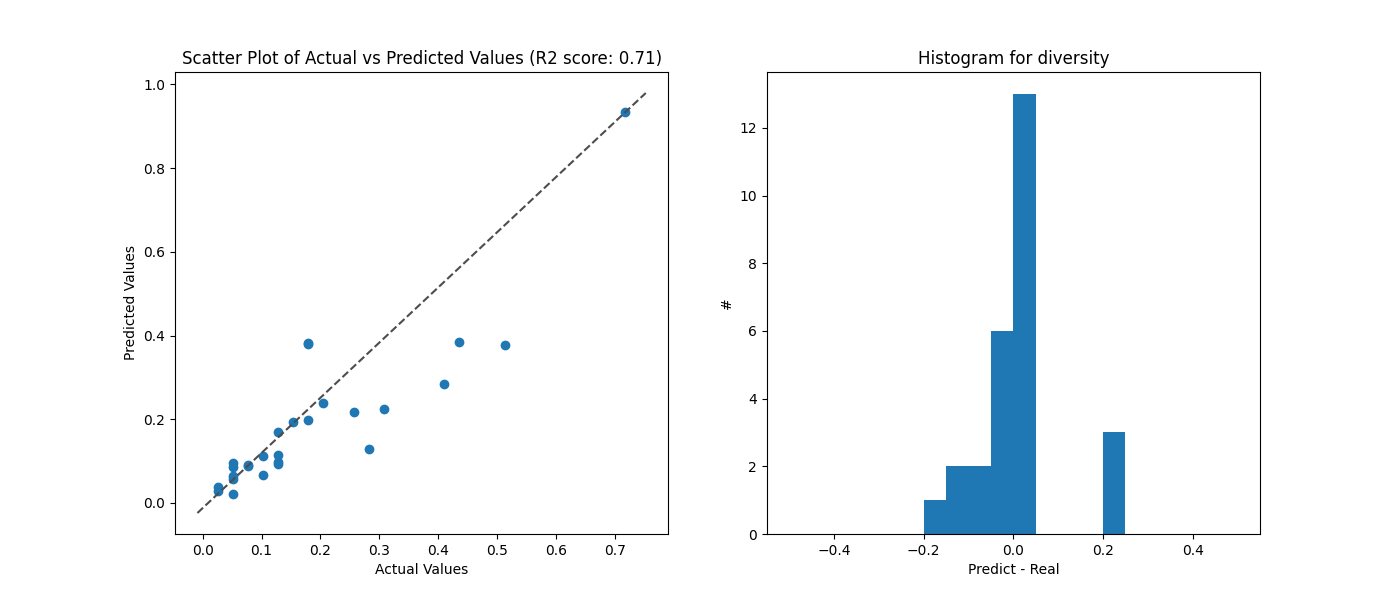 Scatter Plot of Actual vs Predicted Values (R2 score: 0.71)
1.0
0.8
0.6
0.4
0.2
0.0
Predicted Values
0.0 0.1 0.2 0.3 0.4 0.5 0.6 0.7
Actual Values
Histogram for diversity
12
10
8
6
4
2
0
#
−0.4 −0.2 0.0 0.2 0.4
Predict - Real